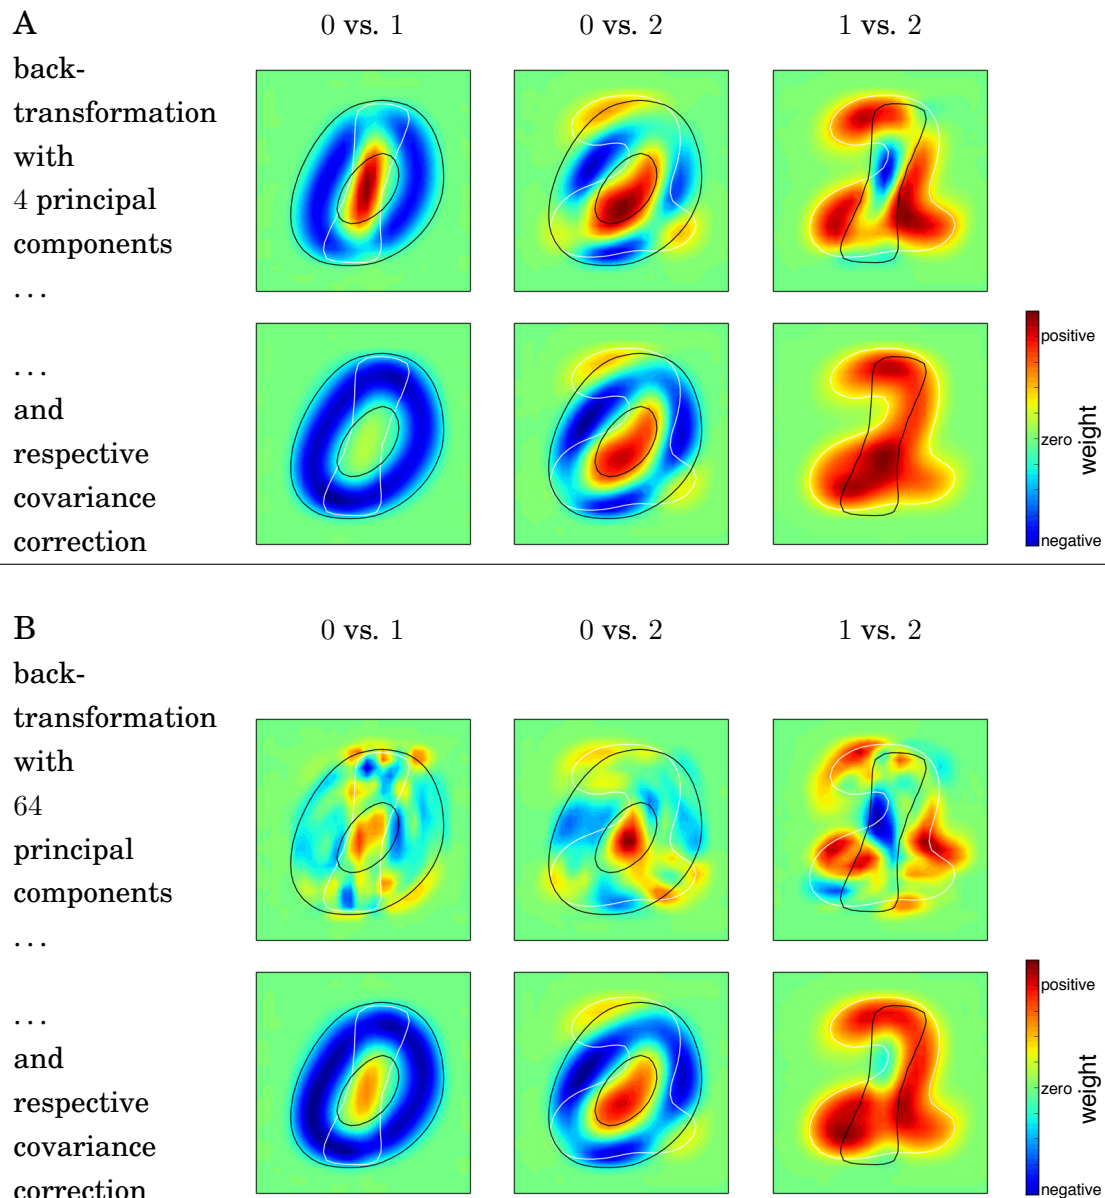 A
0 vs. 1
0 vs. 2
1 vs. 2
back-
transformation
with
4 principal
components
...
...
and
respective
covariance
correction
positive
zero
negative
weight
B
0 vs. 1
0 vs. 2
1 vs. 2
back-
transformation
with
64
principal
components
...
...
and
respective
covariance
correction
positive
zero
negative
weight